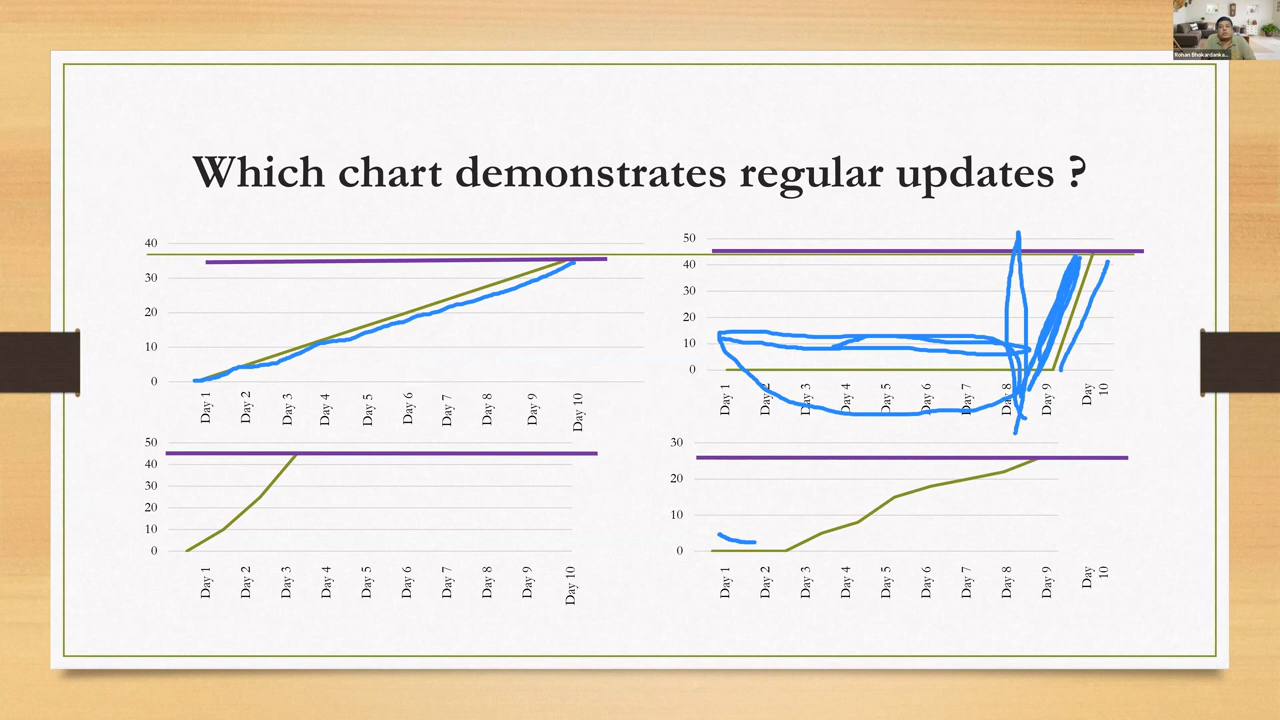 Rohan Bhokardanka...
Which chart demonstrates regular updates ?
40
30
20
10
0
Day 1
Day 2
Day 3
Day 4
Day 5
Day 6
Day 7
Day 8
Day 9
Day 10
50
40
30
20
10
0
Day 1
Day 2
Day 3
Day 4
Day 5
Day 6
Day 7
Day 8
Day 9
Day
10
50
40
30
20
10
0
Day 1
Day 2
Day 3
Day 4
Day 5
Day 6
Day 7
Day 8
Day 9
Day 10
30
20
10
0
Day 1
Day 2
Day 3
Day 4
Day 5
Day 6
Day 7
Day 8
Day 9
Day
10